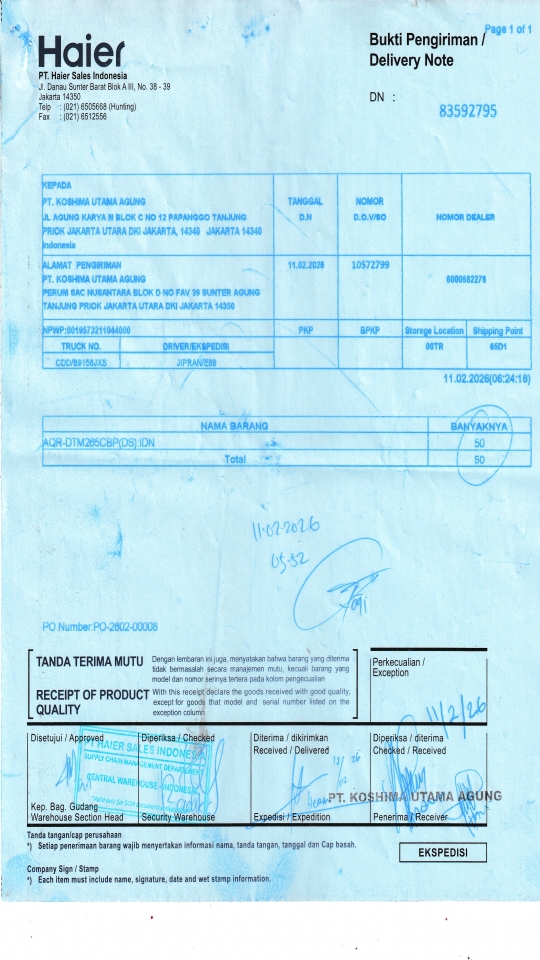 Page 1 of 1
Haier
Bukti Pengiriman /
Delivery Note
PT. Haier Sales Indonesia
Jl. Danau Sunter Barat Blok A III, No. 38 - 39
Jakarta 14350
Telp : (021) 6505668 (Hunting)
Fax : (021) 6512556
DN :
83592795
KEPADA
PT. KOSHIMA UTAMA AGUNG
JL AGUNG KARYA III BLOK C NO 12 PAPANGGO TANJUNG
PRIOK JAKARTA UTARA DKI JAKARTA, 14340 JAKARTA 14340
Indonesia
TANGGAL
D.N
NOMOR
D.O.V/SO
NOMOR DEALER
ALAMAT PENGIRIMAN
PT. KOSHIMA UTAMA AGUNG
PERUM SAC NUSANTARA BLOK D NO FAV 39 SUNTER AGUNG
TANJUNG PRIOK JAKARTA UTARA DKI JAKARTA 14350
11.02.2026
10572799
6000582276
NPWP:0019573211044000
PKP
BPKP
Storege Location
Shipping Point
TRUCK NO.
DRIVER/EKSPEDISI
00TR
65D1
CDD/B9156JXS
JIPRAN/EBB
11.02.2026(06:24:16)
NAMA BARANG
BANYAKNYA
AQR-DTM265CBP(DS):IDN
50
Total
50
11-02-2026
05-52
PO Number:PO-2602-00008
TANDA TERIMA MUTU
Dengan lembaran ini juga, menyatakan bahwa barang yang diterima
tidak bermasalah secara manajemen mutu, kecuali barang yang
model dan nomor serinya tertera pada kolom pengecualian
RECEIPT OF PRODUCT
QUALITY
With this receipt declare the goods received with good quality,
except for goods that model and serial number listed on the
exception column
Perkecualian /
Exception
11/2/26
Disetujui / Approved
Diperiksa / Checked
Diterima / dikirimkan
Received / Delivered
Diperiksa / diterima
Checked / Received
PT HAIER SALES INDONESIA
SUPPLY CHAIN MANAGEMENT DEPARTMENT
CENTRAL WAREHOUSE - INDONESIA
PT. KOSHIMA UTAMA AGUNG
Kep. Bag. Gudang
Warehouse Section Head
Security Warehouse
Expedisi / Expedition
Penerima / Receiver
Tanda tangan/cap perusahaan
*) Setiap penerimaan barang wajib menyertakan informasi nama, tanda tangan, tanggal dan Cap basah.
EKSPEDISI
Company Sign / Stamp
*) Each item must include name, signature, date and wet stamp information.